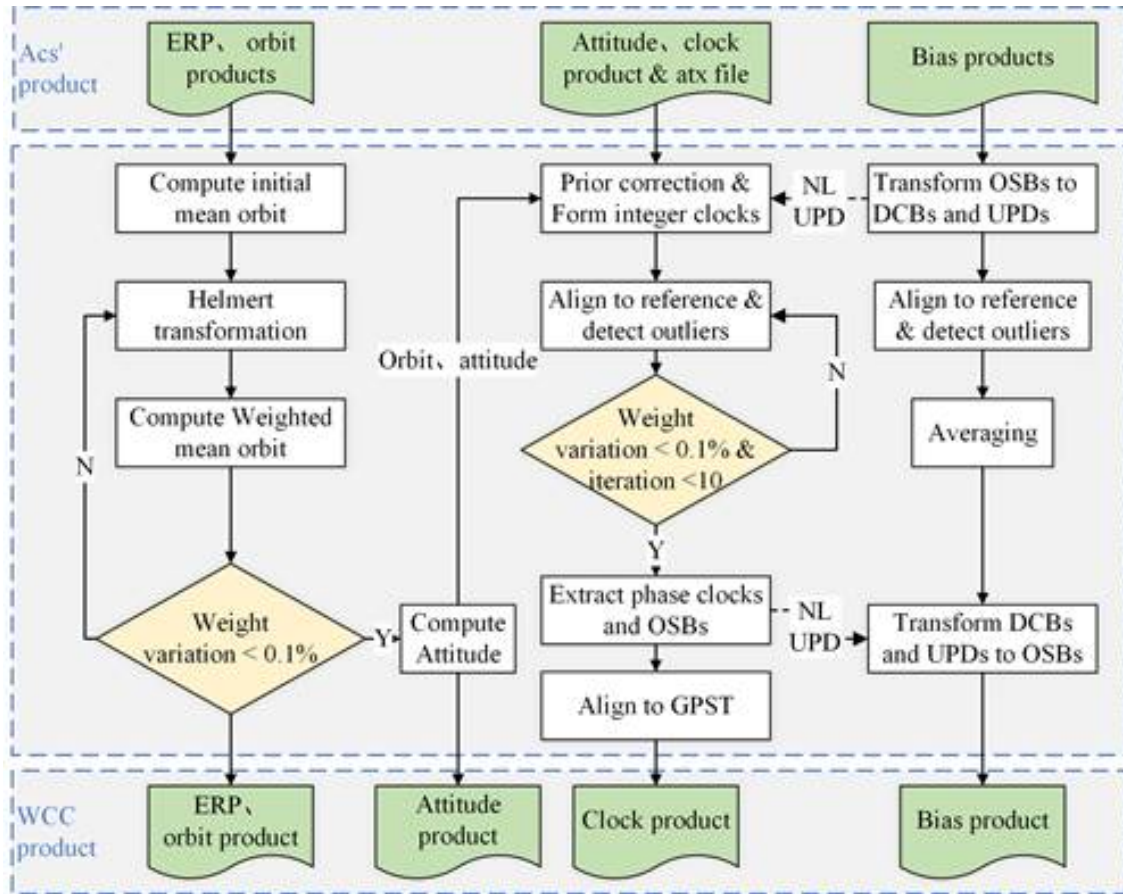 Acs'
product
ERP、 orbit
products
Attitude、clock
product & atx file
Bias products
Compute initial
mean orbit
Prior correction &
Form integer clocks
NL
UPD
Transform OSBs to
DCBs and UPDs
Helmert
transformation
Align to reference &
detect outliers
Align to reference
& detect outliers
Orbit、attitude
N
Compute Weighted
mean orbit
N
Weight
variation < 0.1% &
iteration <10
Averaging
Y
Weight
variation < 0.1%
Y
Compute
Attitude
Extract phase clocks
and OSBs
NL
UPD
Transform DCBs
and UPDs to OSBs
Align to GPST
WCC
product
ERP、
orbit product
Attitude
product
Clock product
Bias product